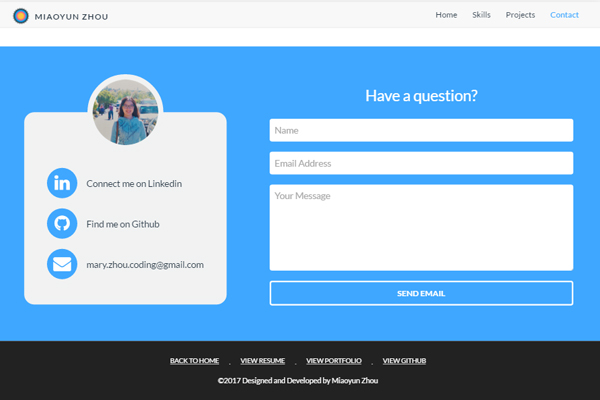 MIAOYUN ZHOU
Home Skills Projects Contact
Have a question?
Name
Email Address
Your Message
SEND EMAIL
in Connect me on Linkedin
Find me on Github
mary.zhou.coding@gmail.com
BACK TO HOME . VIEW RESUME . VIEW PORTFOLIO . VIEW GITHUB
©2017 Designed and Developed by Miaoyun Zhou